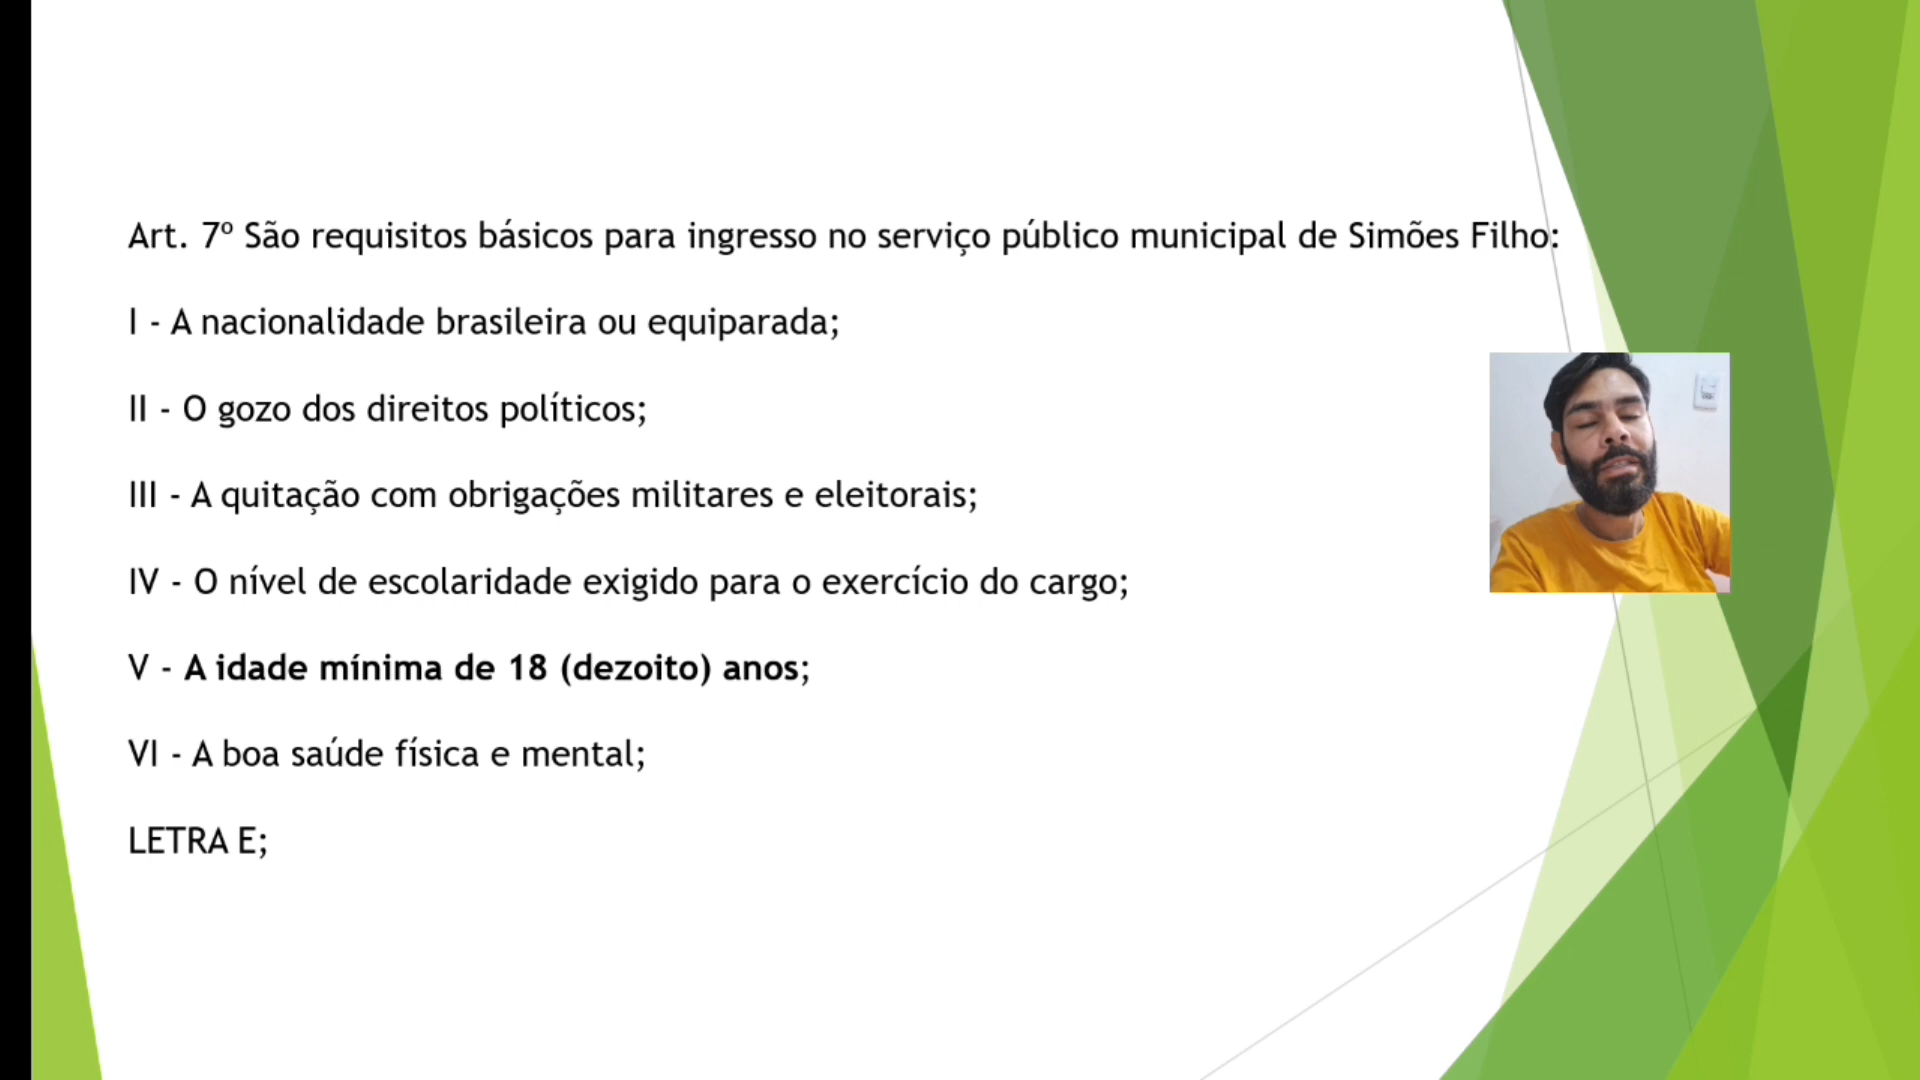 Art. 7º São requisitos básicos para ingresso no serviço público municipal de Simões Filho:
I - A nacionalidade brasileira ou equiparada;
II - O gozo dos direitos políticos;
III - A quitação com obrigações militares e eleitorais;
IV - O nível de escolaridade exigido para o exercício do cargo;
V - A idade mínima de 18 (dezoito) anos;
VI - A boa saúde física e mental;
LETRA E;